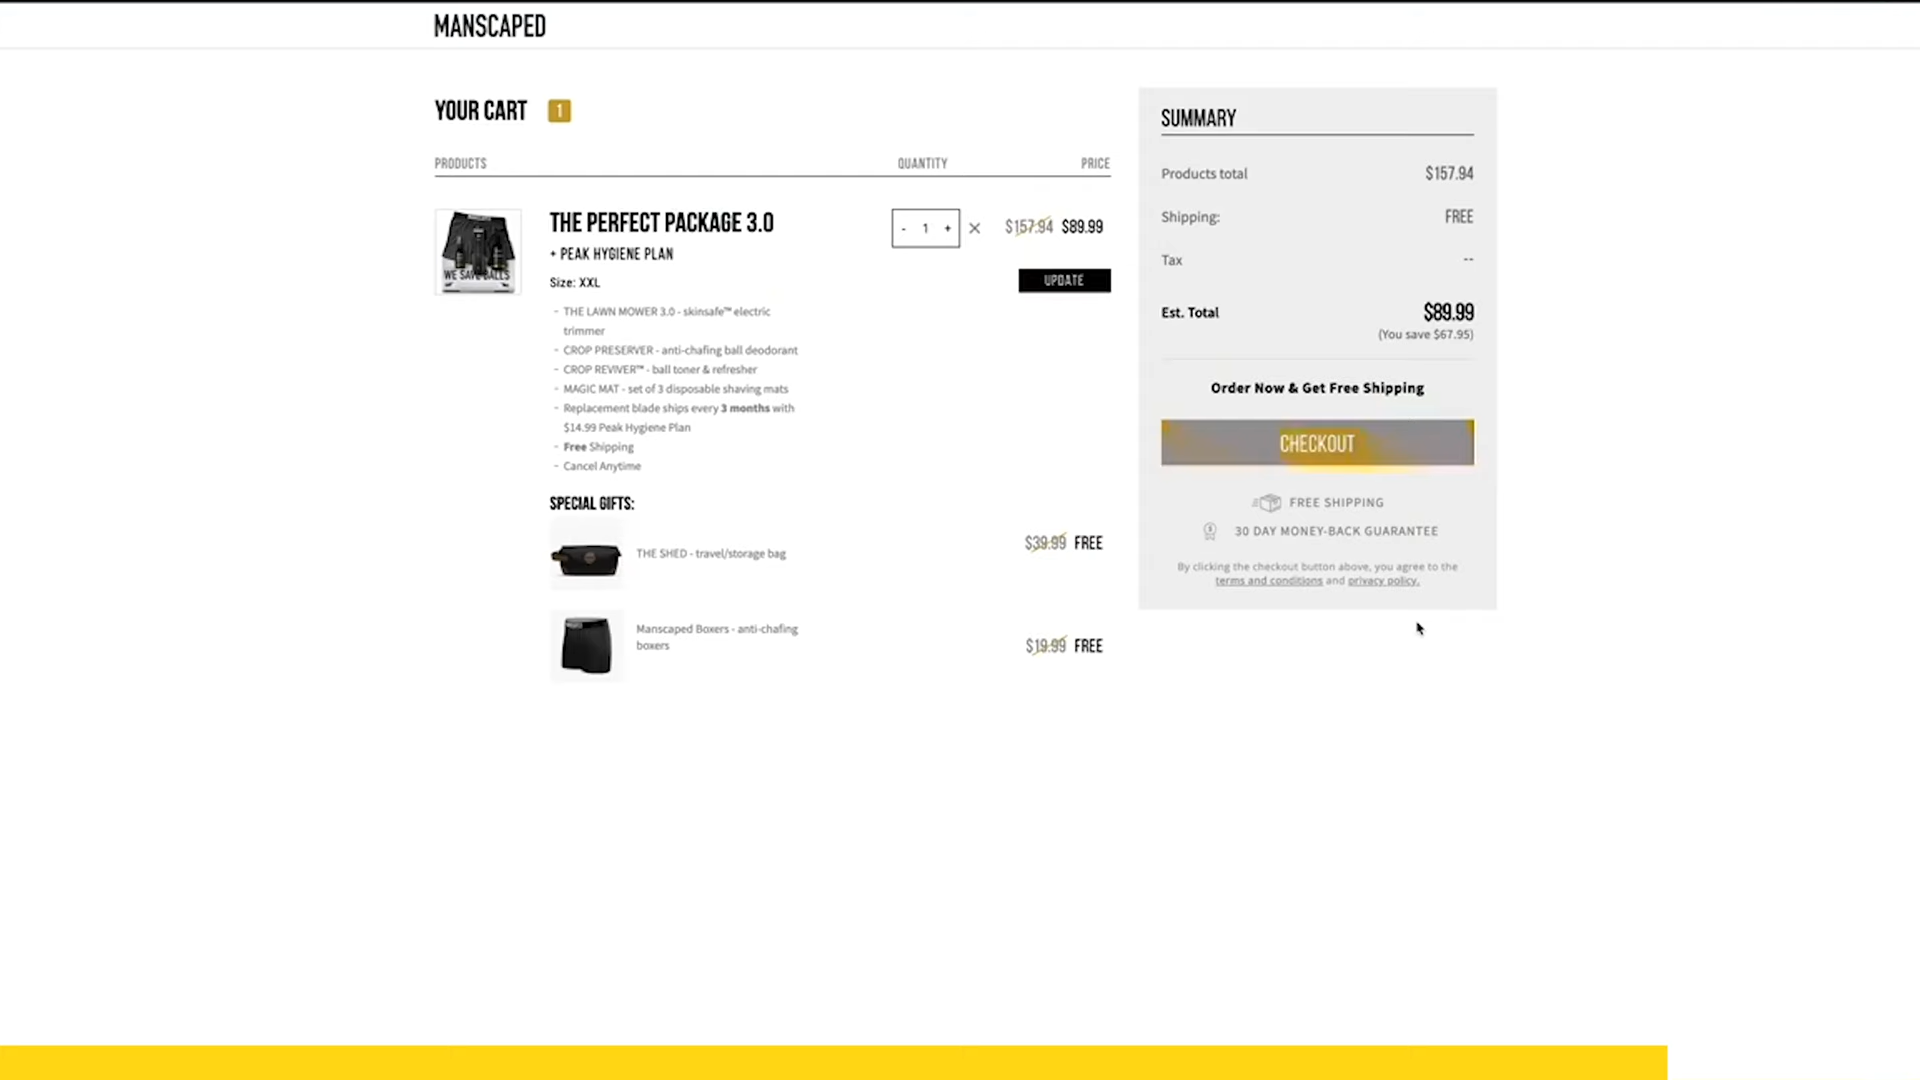 MANSCAPED
YOUR CART 1
PRODUCTS QUANTITY PRICE
THE PERFECT PACKAGE 3.0
- 1 + × $157.94 $89.99
+ PEAK HYGIENE PLAN
UPDATE
Size: XXL
- THE LAWN MOWER 3.0 - skinsafe™ electric
trimmer
- CROP PRESERVER - anti-chafing ball deodorant
- CROP REVIVER™ - ball toner & refresher
- MAGIC MAT - set of 3 disposable shaving mats
- Replacement blade ships every 3 months with
$14.99 Peak Hygiene Plan
- Free Shipping
- Cancel Anytime
WE SAVE BALLS
SPECIAL GIFTS:
THE SHED - travel/storage bag
$39.99 FREE
Manscaped Boxers - anti-chafing
boxers
$19.99 FREE
SUMMARY
Products total $157.94
Shipping: FREE
Tax --
Est. Total $89.99
(You save $67.95)
Order Now & Get Free Shipping
CHECKOUT
FREE SHIPPING
30 DAY MONEY-BACK GUARANTEE
By clicking the checkout button above, you agree to the
terms and conditions and privacy policy.